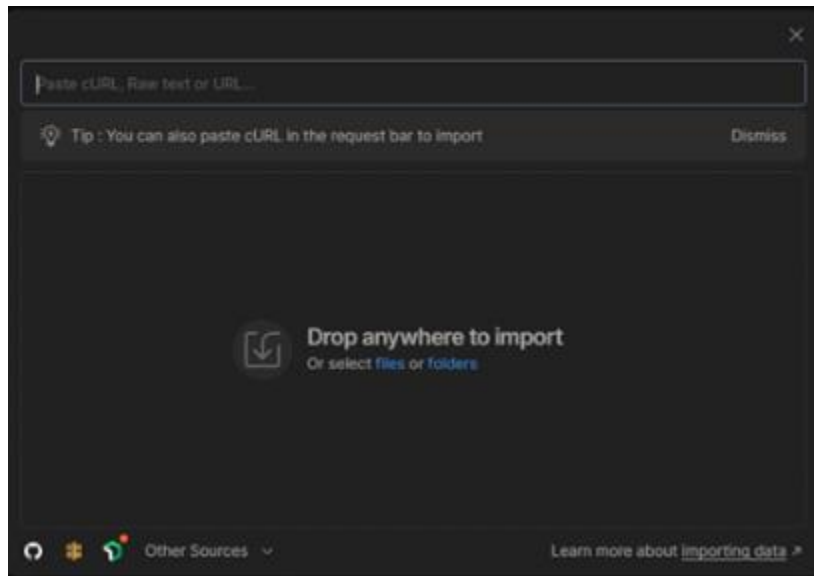 Paste cURL, Raw text or URL...
Tip : You can also paste cURL in the request bar to import
Dismiss
Drop anywhere to import
Or select files or folders
Other Sources
Learn more about importing data